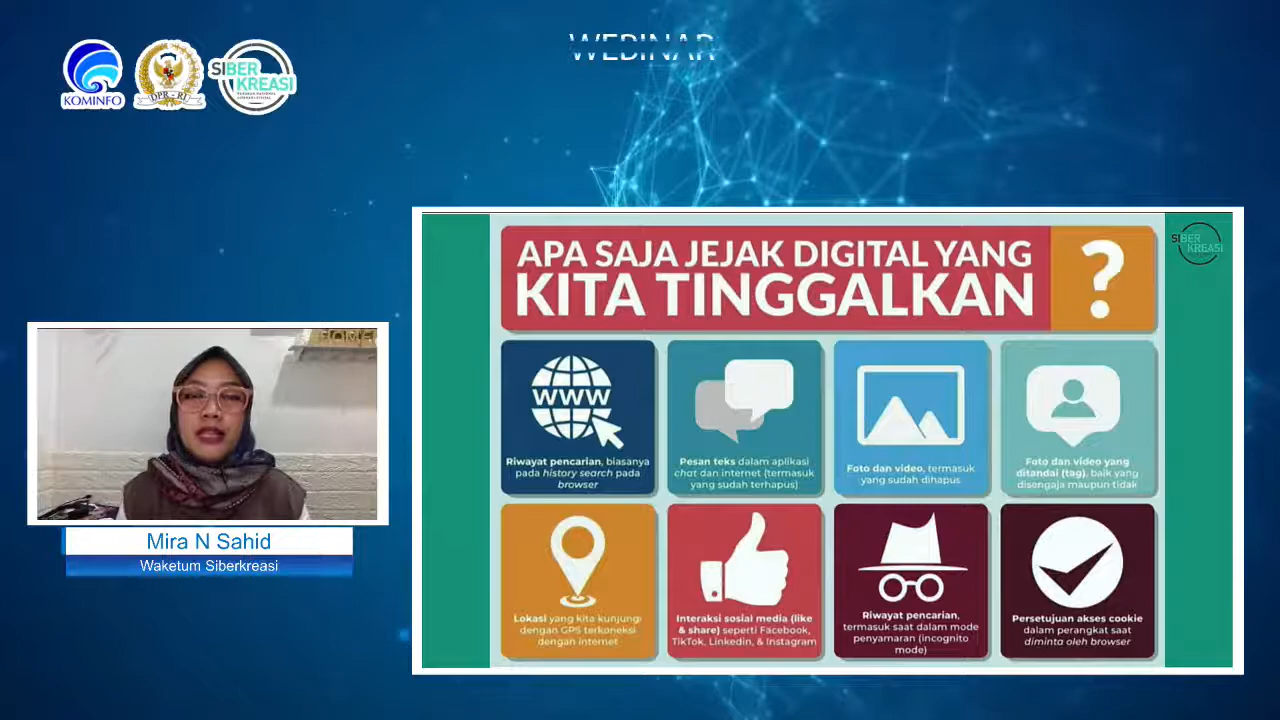 WEBINAR
KOMINFO
DPR - RI
SIBER
KREASI
APA SAJA JEJAK DIGITAL YANG
KITA TINGGALKAN
?
SIBER
KREASI
WWW
Riwayat pencarian, biasanya
pada history search pada
browser
Pesan teks dalam aplikasi
chat dan internet (termasuk
yang sudah terhapus)
Foto dan video, termasuk
yang sudah dihapus
Foto dan video yang
ditandai (tag), baik yang
disengaja maupun tidak
Lokasi yang kita kunjungi
dengan GPS terkoneksi
dengan internet
Interaksi sosial media (like
& share) seperti Facebook,
TikTok, Linkedin, & Instagram
Riwayat pencarian,
termasuk saat dalam mode
penyamaran (incognito
mode)
Persetujuan akses cookie
dalam perangkat saat
diminta oleh browser
HOME
Mira N Sahid
Waketum Siberkreasi